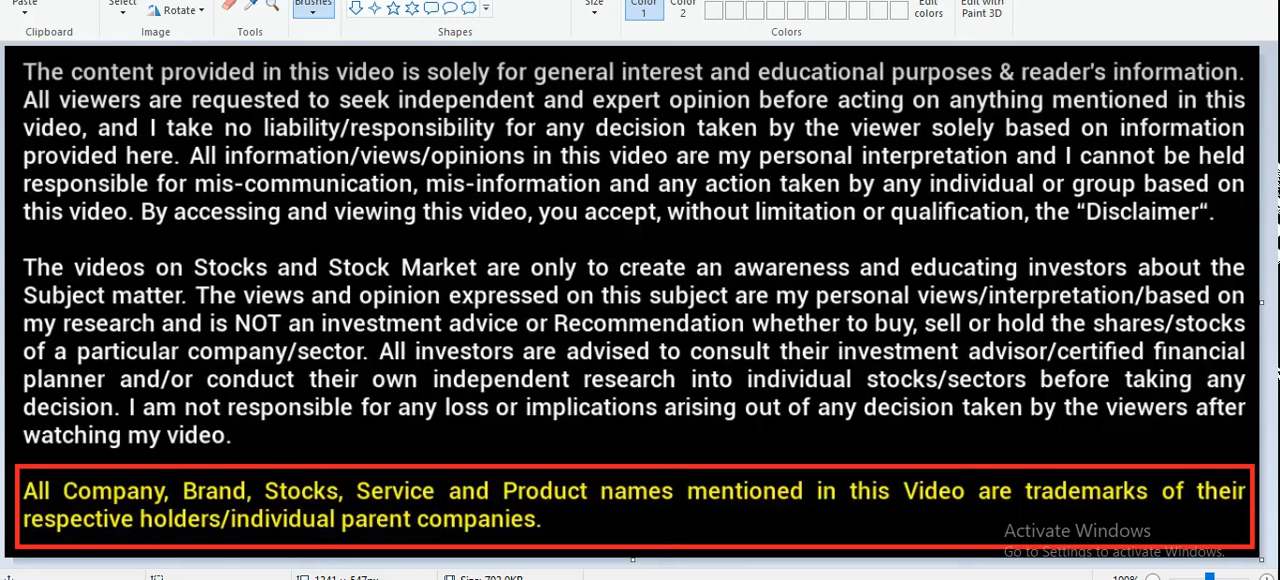 Paste
Select
Rotate
Brushes
Size
Color 1
Color 2
Edit colors
Edit with Paint 3D
Clipboard
Image
Tools
Shapes
Colors
The content provided in this video is solely for general interest and educational purposes & reader's information.
All viewers are requested to seek independent and expert opinion before acting on anything mentioned in this
video, and I take no liability/responsibility for any decision taken by the viewer solely based on information
provided here. All information/views/opinions in this video are my personal interpretation and I cannot be held
responsible for mis-communication, mis-information and any action taken by any individual or group based on
this video. By accessing and viewing this video, you accept, without limitation or qualification, the “Disclaimer“.
The videos on Stocks and Stock Market are only to create an awareness and educating investors about the
Subject matter. The views and opinion expressed on this subject are my personal views/interpretation/based on
my research and is NOT an investment advice or Recommendation whether to buy, sell or hold the shares/stocks
of a particular company/sector. All investors are advised to consult their investment advisor/certified financial
planner and/or conduct their own independent research into individual stocks/sectors before taking any
decision. I am not responsible for any loss or implications arising out of any decision taken by the viewers after
watching my video.
All Company, Brand, Stocks, Service and Product names mentioned in this Video are trademarks of their
respective holders/individual parent companies.
Activate Windows
Go to Settings to activate Windows.
1241 × 547px
Size: 702.0KB
100%